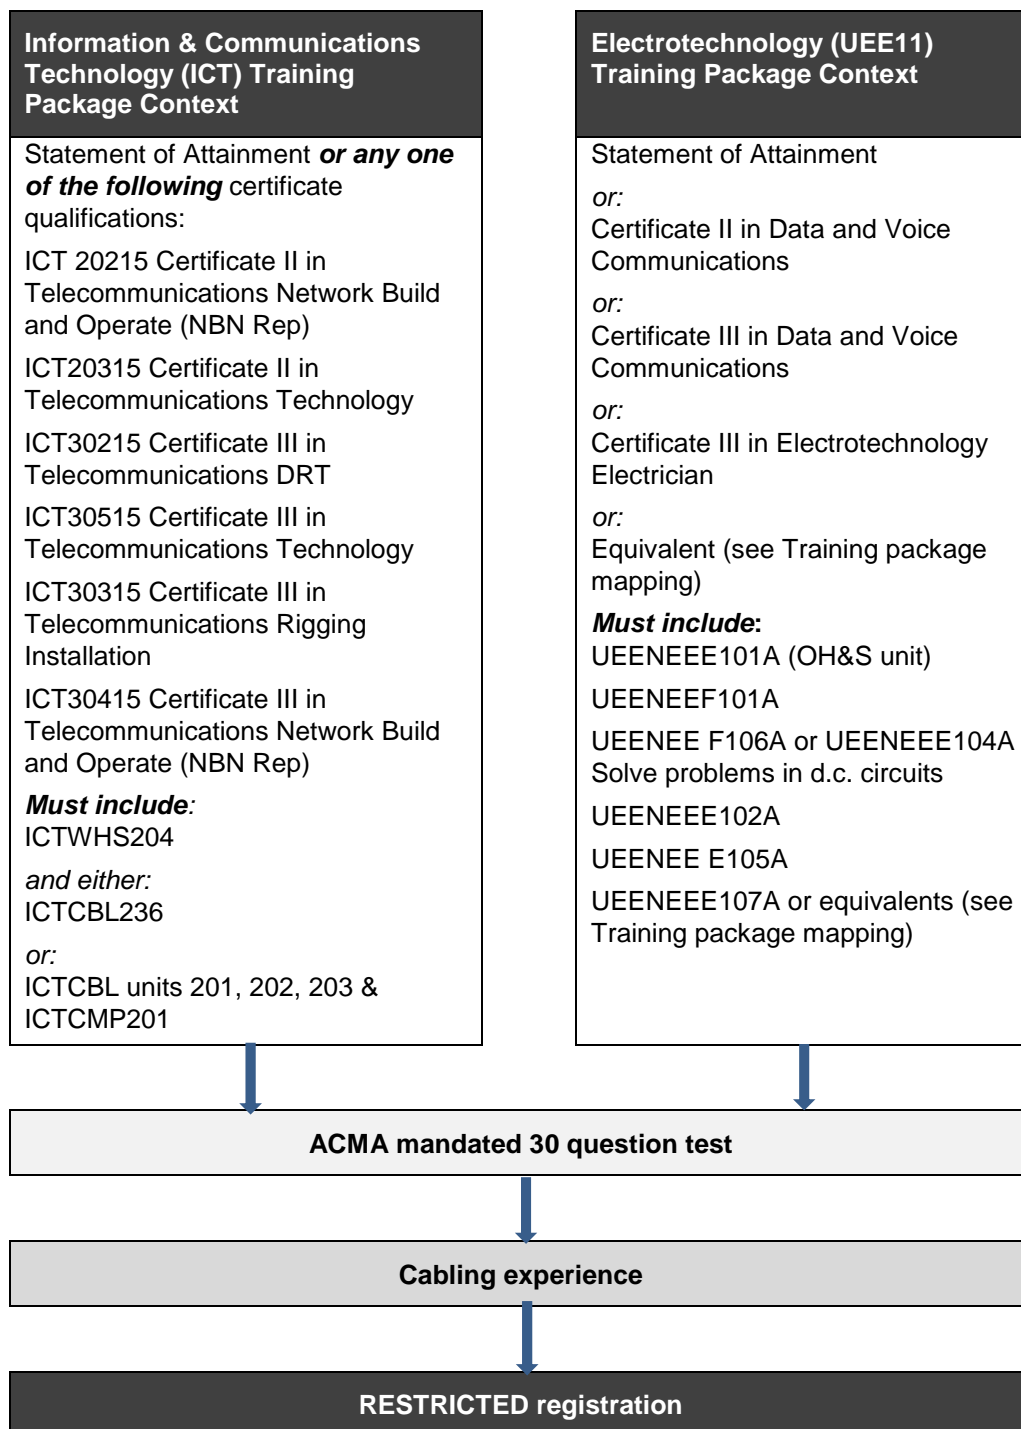 Information & Communications
Technology (ICT) Training
Package Context
Statement of Attainment or any one
of the following certificate
qualifications:
ICT 20215 Certificate II in
Telecommunications Network Build
and Operate (NBN Rep)
ICT20315 Certificate II in
Telecommunications Technology
ICT30215 Certificate III in
Telecommunications DRT
ICT30515 Certificate III in
Telecommunications Technology
ICT30315 Certificate III in
Telecommunications Rigging
Installation
ICT30415 Certificate III in
Telecommunications Network Build
and Operate (NBN Rep)
Must include:
ICTWHS204
and either:
ICTCBL236
or:
ICTCBL units 201, 202, 203 &
ICTCMP201
Electrotechnology (UEE11)
Training Package Context
Statement of Attainment
or:
Certificate II in Data and Voice
Communications
or:
Certificate III in Data and Voice
Communications
or:
Certificate III in Electrotechnology
Electrician
or:
Equivalent (see Training package
mapping)
Must include:
UEENEEE101A (OH&S unit)
UEENEEF101A
UEENEE F106A or UEENEEE104A
Solve problems in d.c. circuits
UEENEEE102A
UEENEE E105A
UEENEEE107A or equivalents (see
Training package mapping)
ACMA mandated 30 question test
Cabling experience
RESTRICTED registration